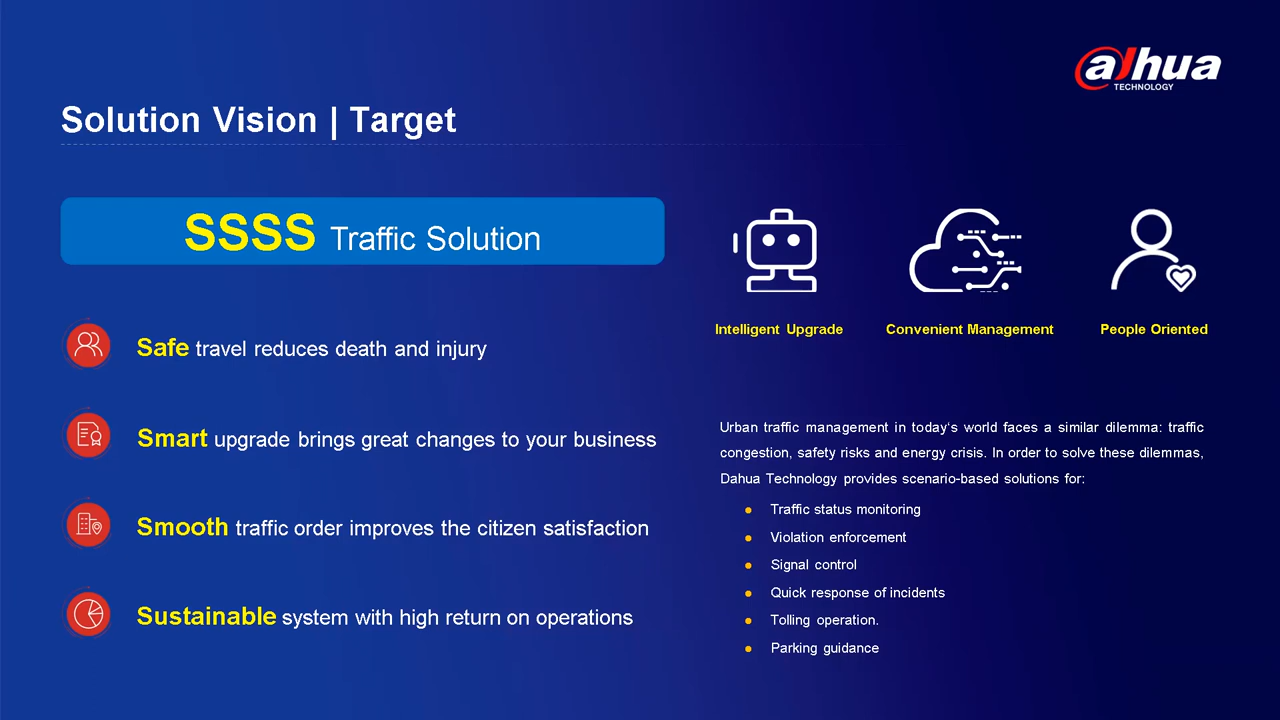 alhua
TECHNOLOGY
Solution Vision | Target
SSSS Traffic Solution
Safe travel reduces death and injury
Smart upgrade brings great changes to your business
Smooth traffic order improves the citizen satisfaction
Sustainable system with high return on operations
Intelligent Upgrade
Convenient Management
People Oriented
Urban traffic management in today's world faces a similar dilemma: traffic
congestion, safety risks and energy crisis. In order to solve these dilemmas,
Dahua Technology provides scenario-based solutions for:
● Traffic status monitoring
● Violation enforcement
● Signal control
● Quick response of incidents
● Tolling operation.
● Parking guidance